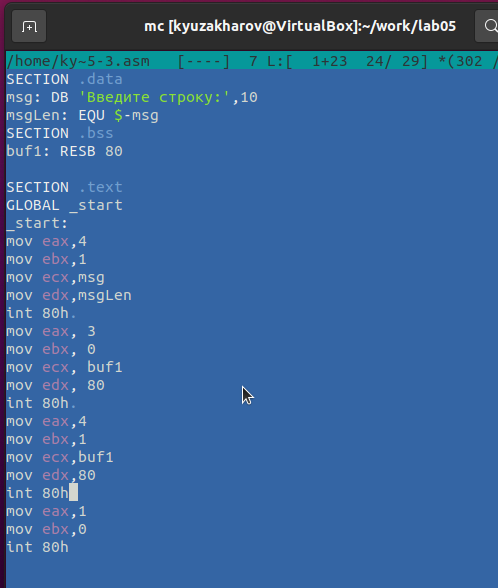 mc [kyuzakharov@VirtualBox]:~/work/lab05
/home/ky~5-3.asm [----] 7 L:[ 1+23 24/ 29] *(302 /
SECTION .data
msg: DB 'Введите строку:',10
msgLen: EQU $-msg
SECTION .bss
buf1: RESB 80
SECTION .text
GLOBAL _start
_start:
mov eax,4
mov ebx,1
mov ecx,msg
mov edx,msgLen
int 80h.
mov eax, 3
mov ebx, 0
mov ecx, buf1
mov edx, 80
int 80h.
mov eax,4
mov ebx,1
mov ecx,buf1
mov edx,80
int 80h
mov eax,1
mov ebx,0
int 80h